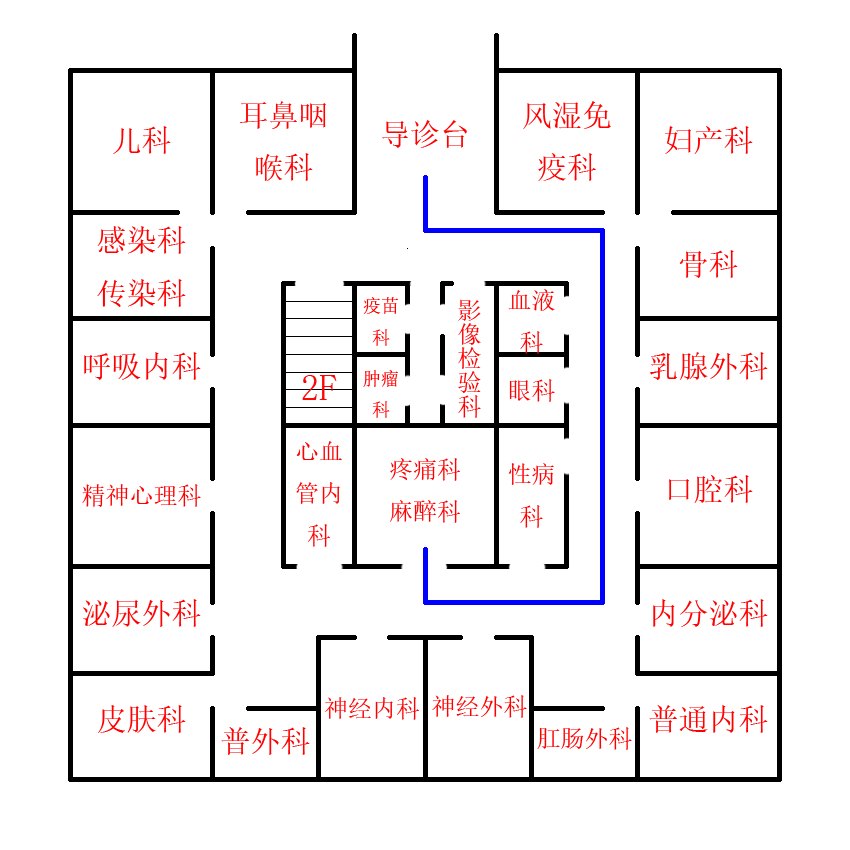 儿科
耳鼻咽
喉科
导诊台
风湿免
疫科
妇产科
感染科
传染科
骨科
疫苗
科
影像检验科
血液
科
呼吸内科
2F
肿瘤
科
眼科
乳腺外科
心血
管内
科
疼痛科
麻醉科
性病
科
精神心理科
口腔科
泌尿外科
内分泌科
皮肤科
普外科
神经内科
神经外科
肛肠外科
普通内科